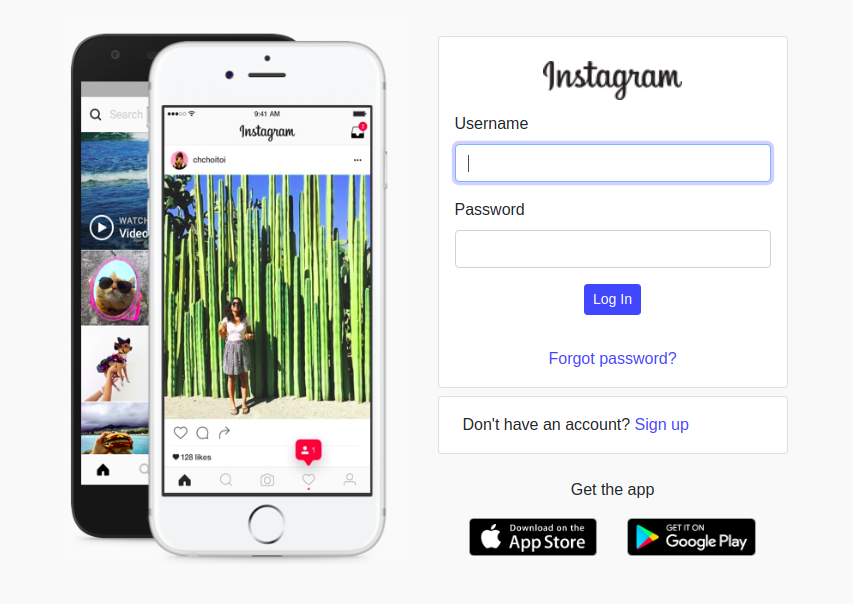 Search
WATCH
Video
9:41 AM
Instagram
2
chchoitoi
128 likes
1
Instagram
Username
Password
Log In
Forgot password?
Don't have an account? Sign up
Get the app
Download on the
App Store
GET IT ON
Google Play